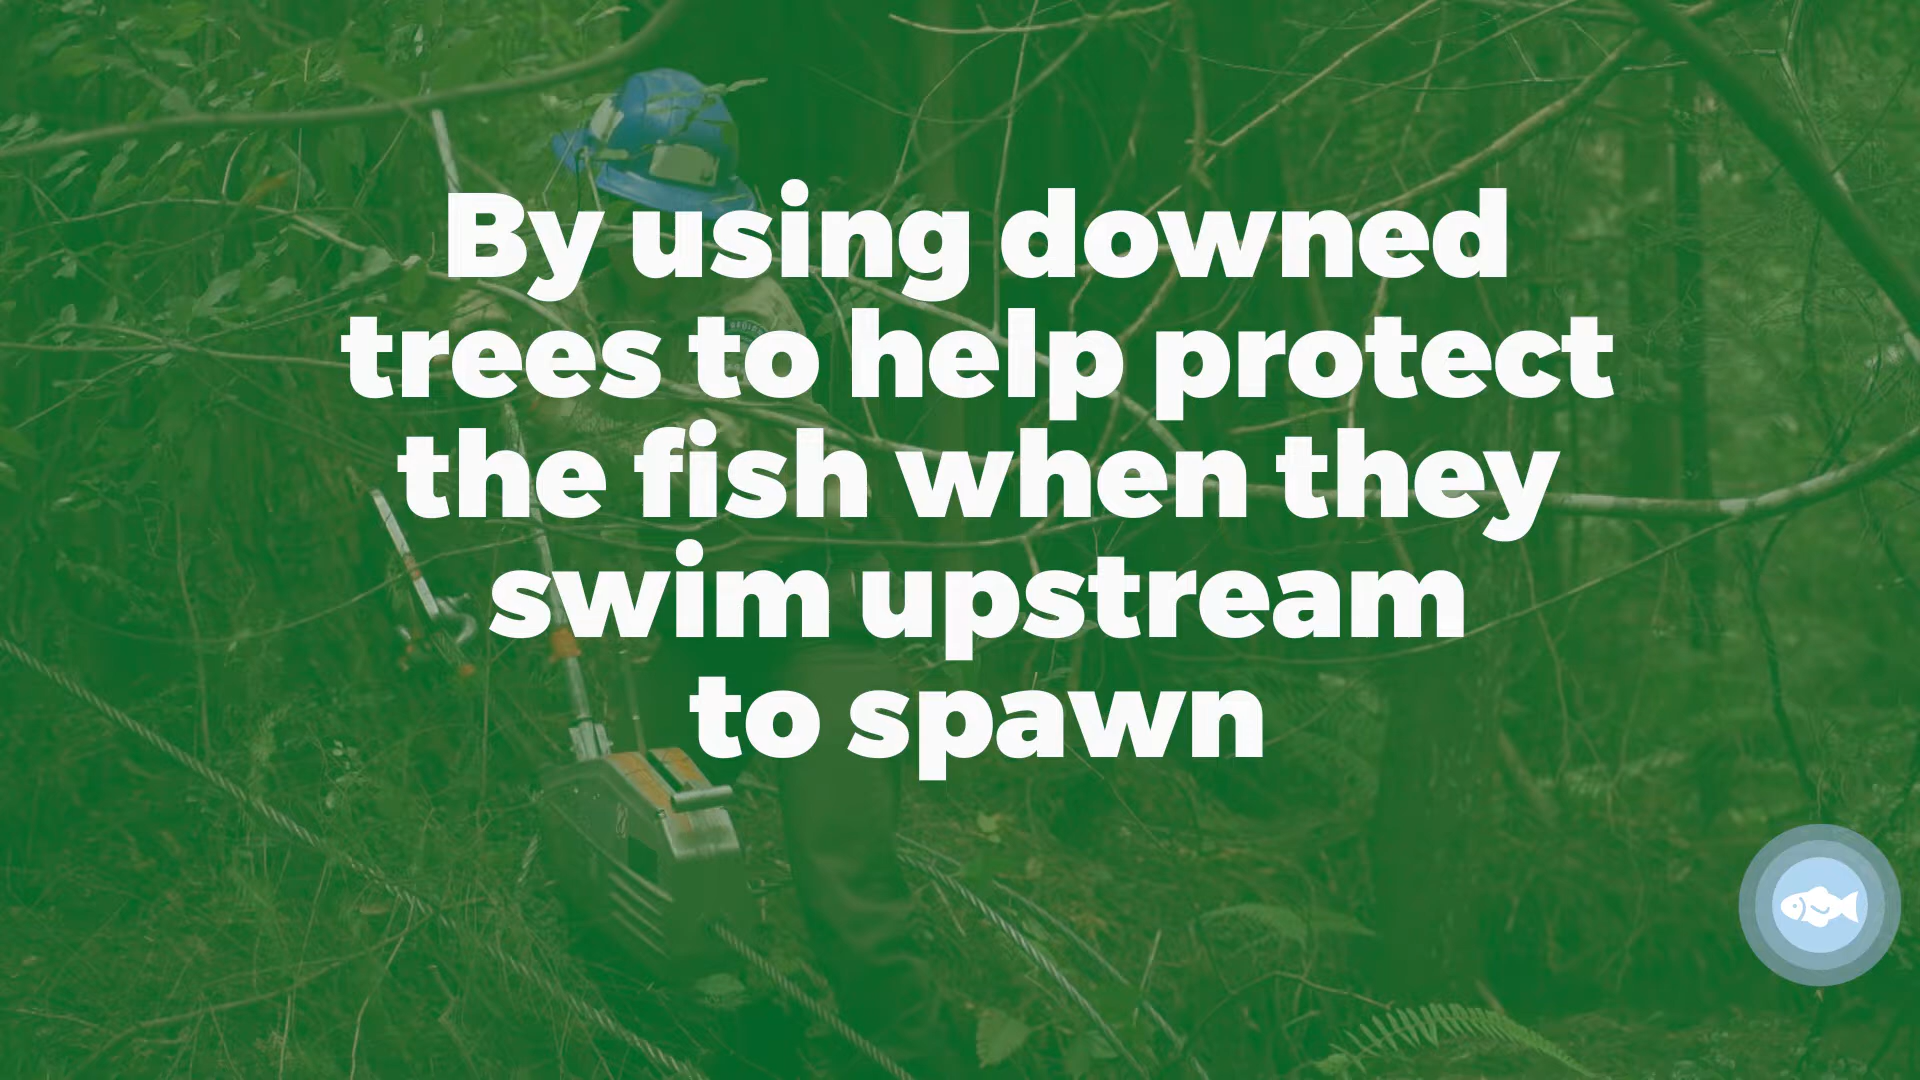 By using downed
trees to help protect
the fish when they
swim upstream
to spawn